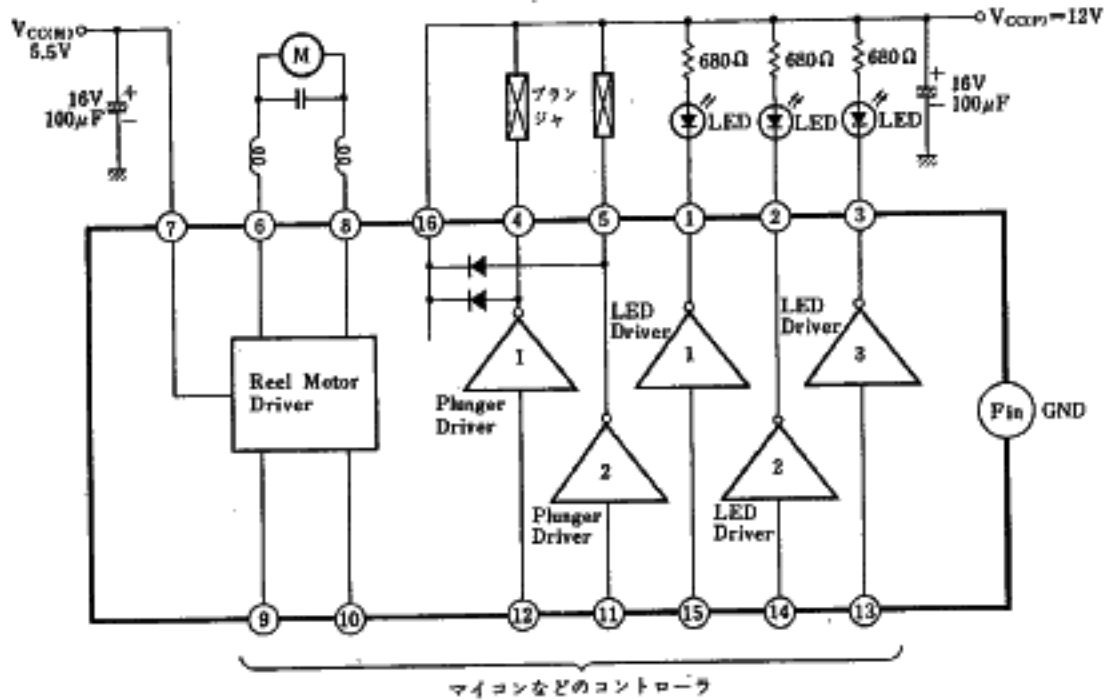 VCC(M)
5.5V
16V
100μF
+
−
M
プラン
ジャ
680Ω
680Ω
680Ω
LED
LED
LED
VCC(P)=12V
+
−
16V
100μF
7
6
8
16
4
5
1
2
3
Reel Motor
Driver
1
Plunger
Driver
2
Plunger
Driver
LED
Driver
1
LED
Driver
2
LED
Driver
3
Fin
GND
9
10
12
11
15
14
13
マイコンなどのコントローラ